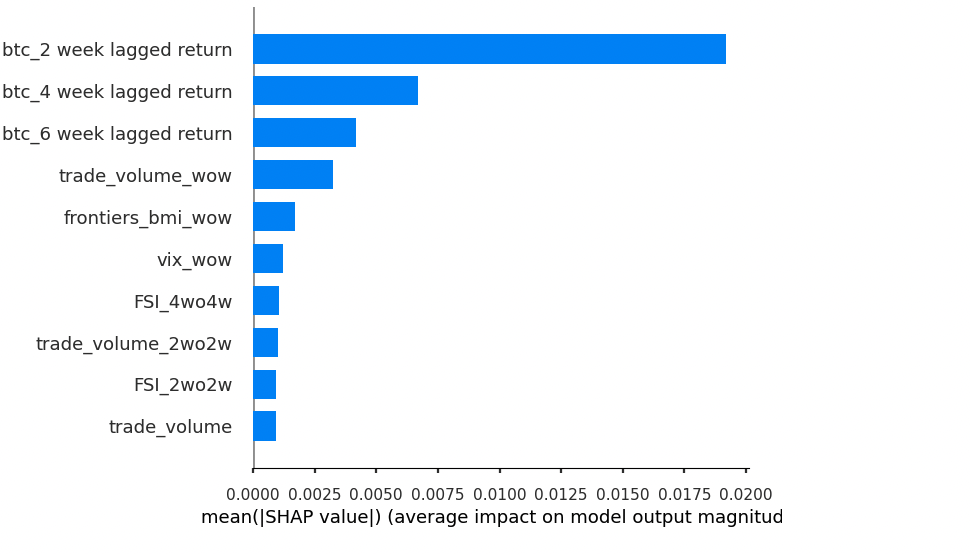 btc_2 week lagged return
btc_4 week lagged return
btc_6 week lagged return
trade_volume_wow
frontiers_bmi_wow
vix_wow
FSI_4wo4w
trade_volume_2wo2w
FSI_2wo2w
trade_volume
0.0000 0.0025 0.0050 0.0075 0.0100 0.0125 0.0150 0.0175 0.0200
mean(|SHAP value|) (average impact on model output magnitud